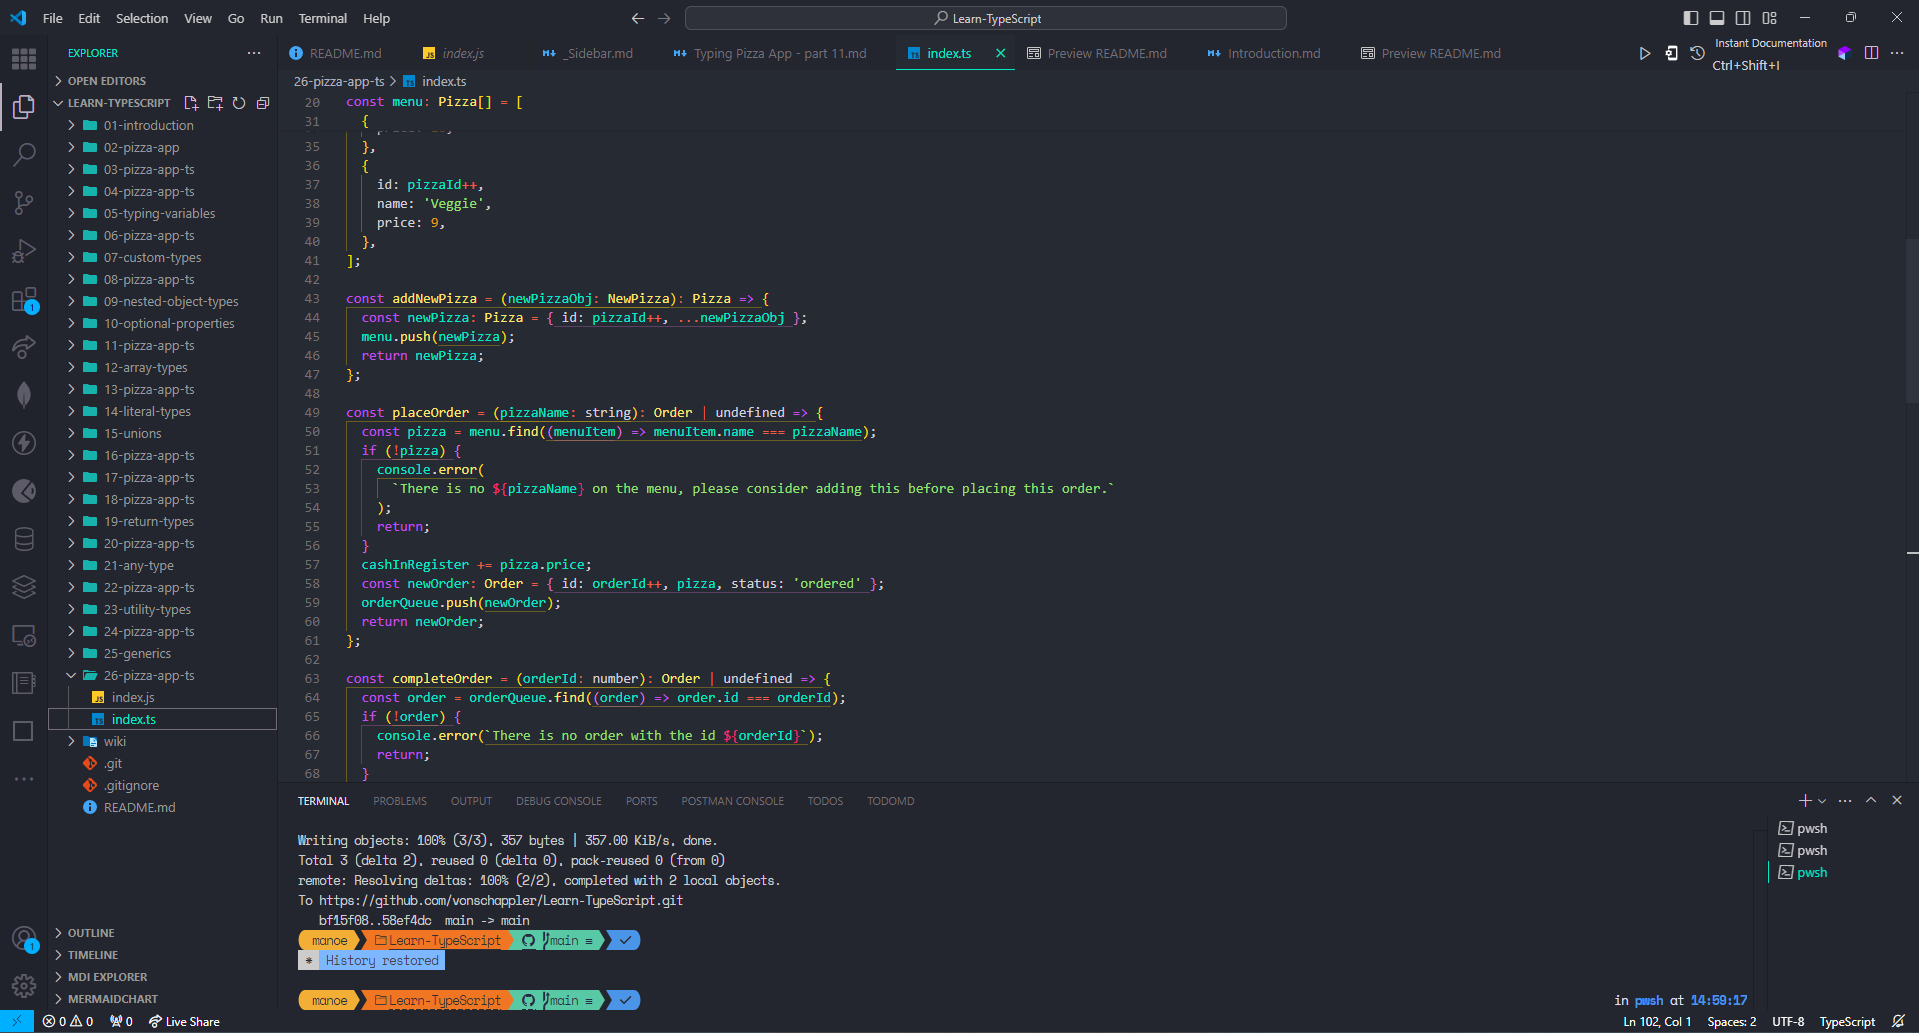 File Edit Selection View Go Run Terminal Help
Learn-TypeScript
EXPLORER
README.md
index.js
_Sidebar.md
Typing Pizza App - part 11.md
index.ts
Preview README.md
Introduction.md
Preview README.md
Instant Documentation
Ctrl+Shift+I
OPEN EDITORS
LEARN-TYPESCRIPT
01-introduction
02-pizza-app
03-pizza-app-ts
04-pizza-app-ts
05-typing-variables
06-pizza-app-ts
07-custom-types
08-pizza-app-ts
09-nested-object-types
10-optional-properties
11-pizza-app-ts
12-array-types
13-pizza-app-ts
14-literal-types
15-unions
16-pizza-app-ts
17-pizza-app-ts
18-pizza-app-ts
19-return-types
20-pizza-app-ts
21-any-type
22-pizza-app-ts
23-utility-types
24-pizza-app-ts
25-generics
26-pizza-app-ts
index.js
index.ts
wiki
.git
.gitignore
README.md
OUTLINE
TIMELINE
MDI EXPLORER
MERMAIDCHART
26-pizza-app-ts > index.ts
20 const menu: Pizza[] = [
31 {
35 },
36 {
37 id: pizzaId++,
38 name: 'Veggie',
39 price: 9,
40 },
41 ];
42
43 const addNewPizza = (newPizzaObj: NewPizza): Pizza => {
44 const newPizza: Pizza = { id: pizzaId++, ...newPizzaObj };
45 menu.push(newPizza);
46 return newPizza;
47 };
48
49 const placeOrder = (pizzaName: string): Order | undefined => {
50 const pizza = menu.find((menuItem) => menuItem.name === pizzaName);
51 if (!pizza) {
52 console.error(
53 `There is no ${pizzaName} on the menu, please consider adding this before placing this order.`
54 );
55 return;
56 }
57 cashInRegister += pizza.price;
58 const newOrder: Order = { id: orderId++, pizza, status: 'ordered' };
59 orderQueue.push(newOrder);
60 return newOrder;
61 };
62
63 const completeOrder = (orderId: number): Order | undefined => {
64 const order = orderQueue.find((order) => order.id === orderId);
65 if (!order) {
66 console.error(`There is no order with the id ${orderId}`);
67 return;
68 }
TERMINAL PROBLEMS OUTPUT DEBUG CONSOLE PORTS POSTMAN CONSOLE TODOS TODOMD
Writing objects: 100% (3/3), 357 bytes | 357.00 KiB/s, done.
Total 3 (delta 2), reused 0 (delta 0), pack-reused 0 (from 0)
remote: Resolving deltas: 100% (2/2), completed with 2 local objects.
To https://github.com/vonschappler/Learn-TypeScript.git
bf15f08..58ef4dc main -> main
manoe Learn-TypeScript main ≡ ✓
* History restored
manoe Learn-TypeScript main ≡ ✓
in pwsh at 14:59:17
pwsh
pwsh
pwsh
1
1
0 0 0 Live Share
Ln 102, Col 1 Spaces: 2 UTF-8 TypeScript